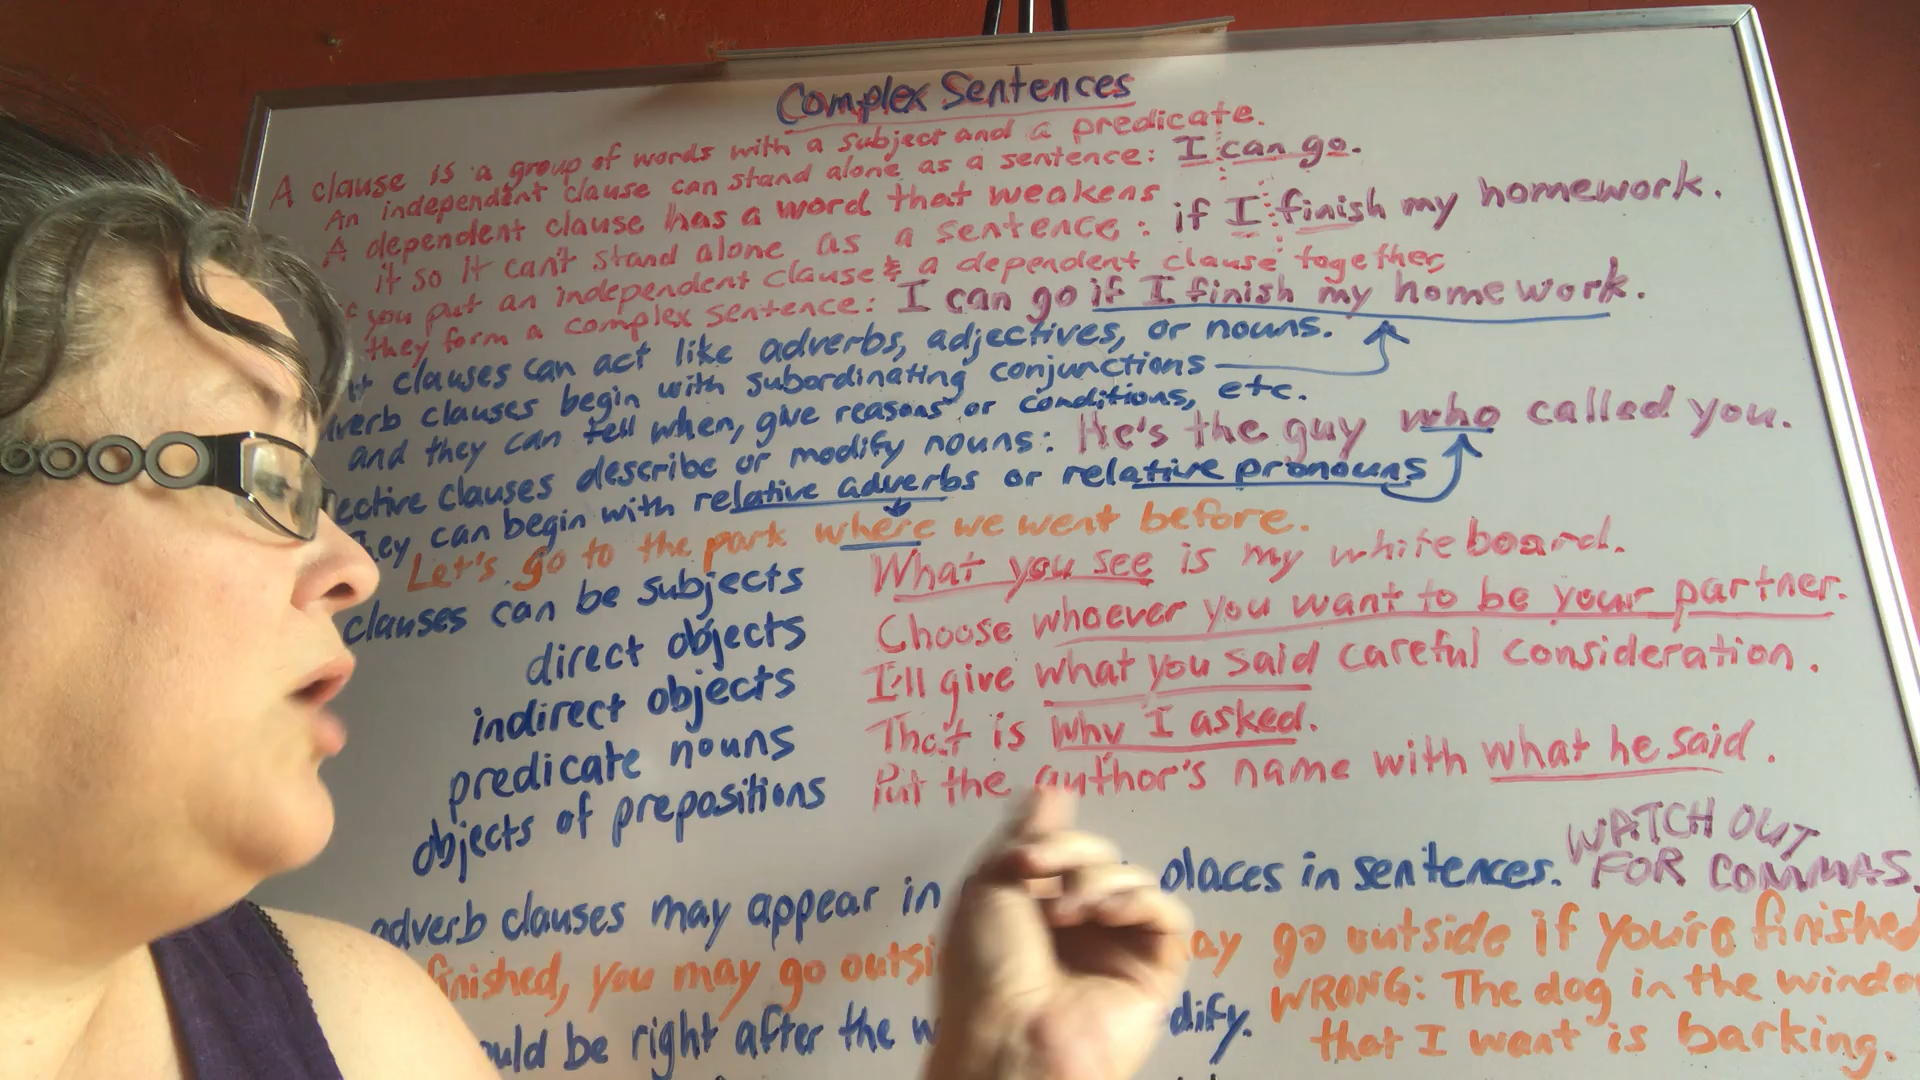 Complex Sentences
A clause is a group of words with a subject and a predicate.
An independent clause can stand alone as a sentence: I can go.
A dependent clause has a word that weakens
it so it can't stand alone as a sentence: if I finish my homework.
you put an independent clause & a dependent clause together,
they form a complex sentence: I can go if I finish my homework.
clauses can act like adverbs, adjectives, or nouns.
clauses begin with subordinating conjunctions
and they can tell when, give reasons or conditions, etc.
clauses describe or modify nouns: He's the guy who called you.
can begin with relative adverbs or relative pronouns
Let's go to the park where we went before.
clauses can be subjects What you see is my whiteboard.
direct objects Choose whoever you want to be your partner.
indirect objects I'll give what you said careful consideration.
predicate nouns That is why I asked.
objects of prepositions Put the author's name with what he said.
WATCH OUT
FOR COMMAS.
adverb clauses may appear in places in sentences.
finished, you may go outsi ay go outside if you're finished
be right after the w dify. WRONG: The dog in the window
that I want is barking.